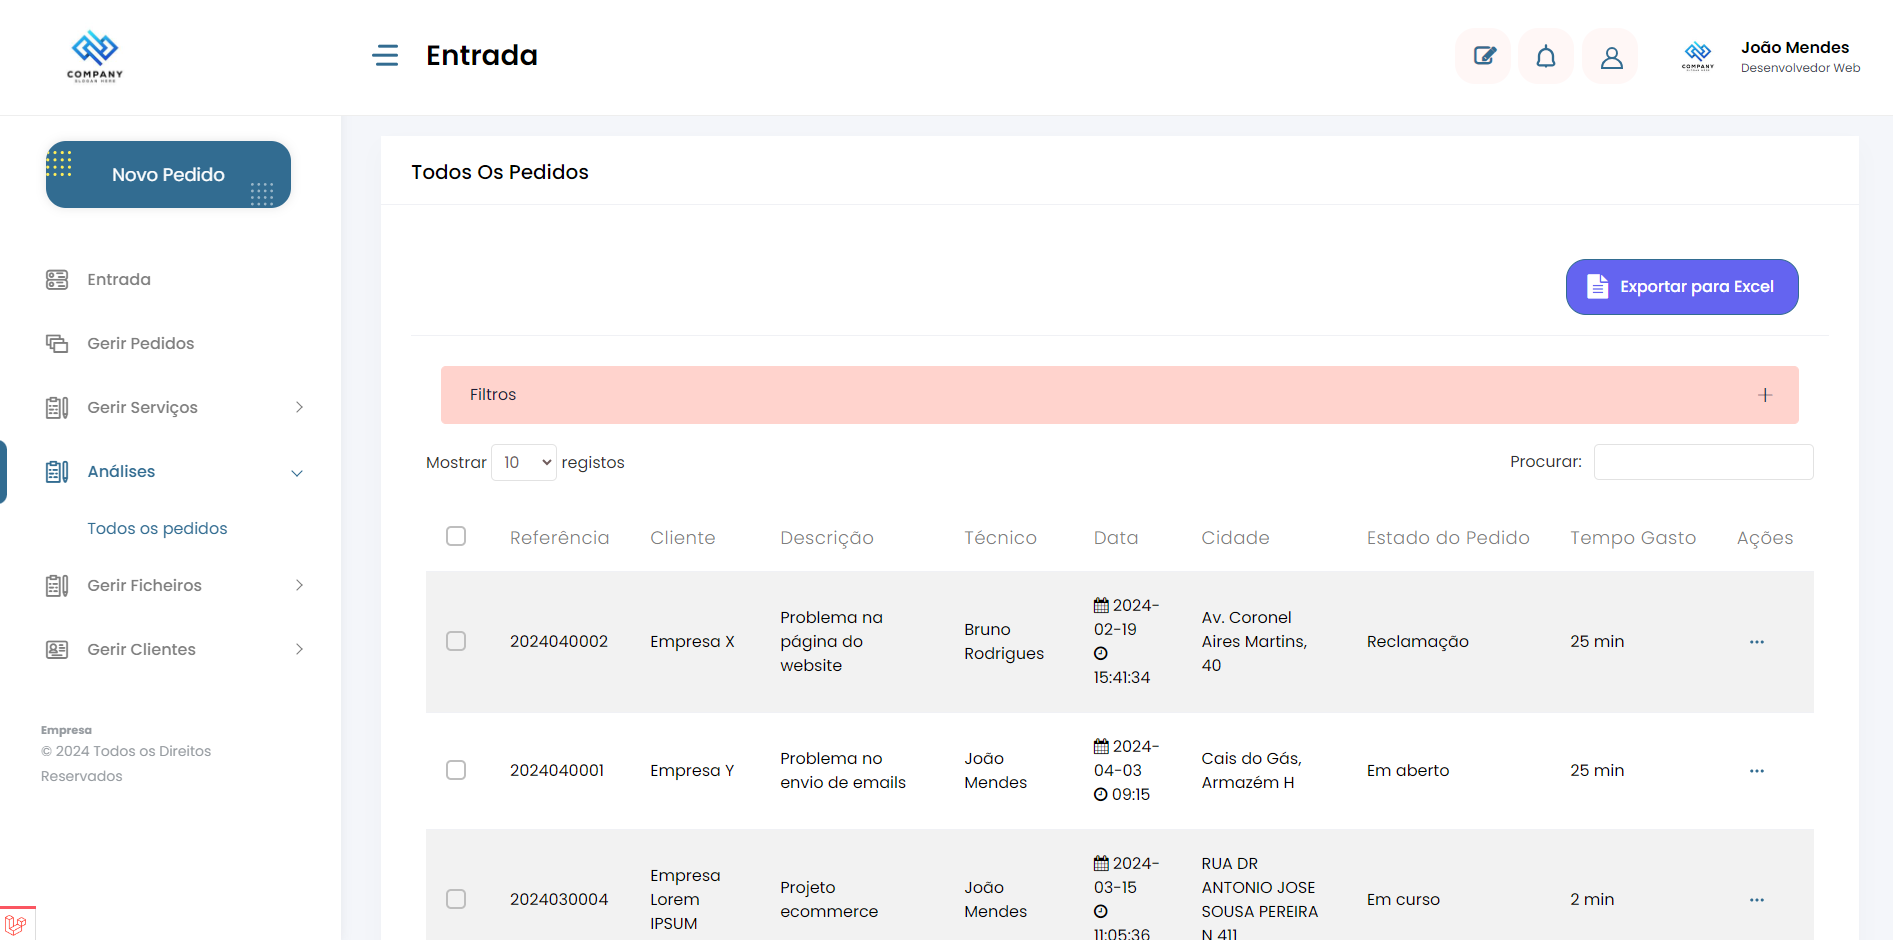 COMPANY
SLOGAN HERE
Entrada
COMPANY
João Mendes
Desenvolvedor Web
Novo Pedido
Entrada
Gerir Pedidos
Gerir Serviços
Análises
Todos os pedidos
Gerir Ficheiros
Gerir Clientes
Empresa
© 2024 Todos os Direitos
Reservados
Todos Os Pedidos
Exportar para Excel
Filtros
Mostrar 10 registos
Procurar:
Referência Cliente Descrição Técnico Data Cidade Estado do Pedido Tempo Gasto Ações
2024040002
Empresa X
Problema na
página do
website
Bruno
Rodrigues
2024-
02-19
15:41:34
Av. Coronel
Aires Martins,
40
Reclamação
25 min
2024040001
Empresa Y
Problema no
envio de emails
João
Mendes
2024-
04-03
09:15
Cais do Gás,
Armazém H
Em aberto
25 min
2024030004
Empresa
Lorem
IPSUM
Projeto
ecommerce
João
Mendes
2024-
03-15
11:05:36
RUA DR
ANTONIO JOSE
SOUSA PEREIRA
N 411
Em curso
2 min